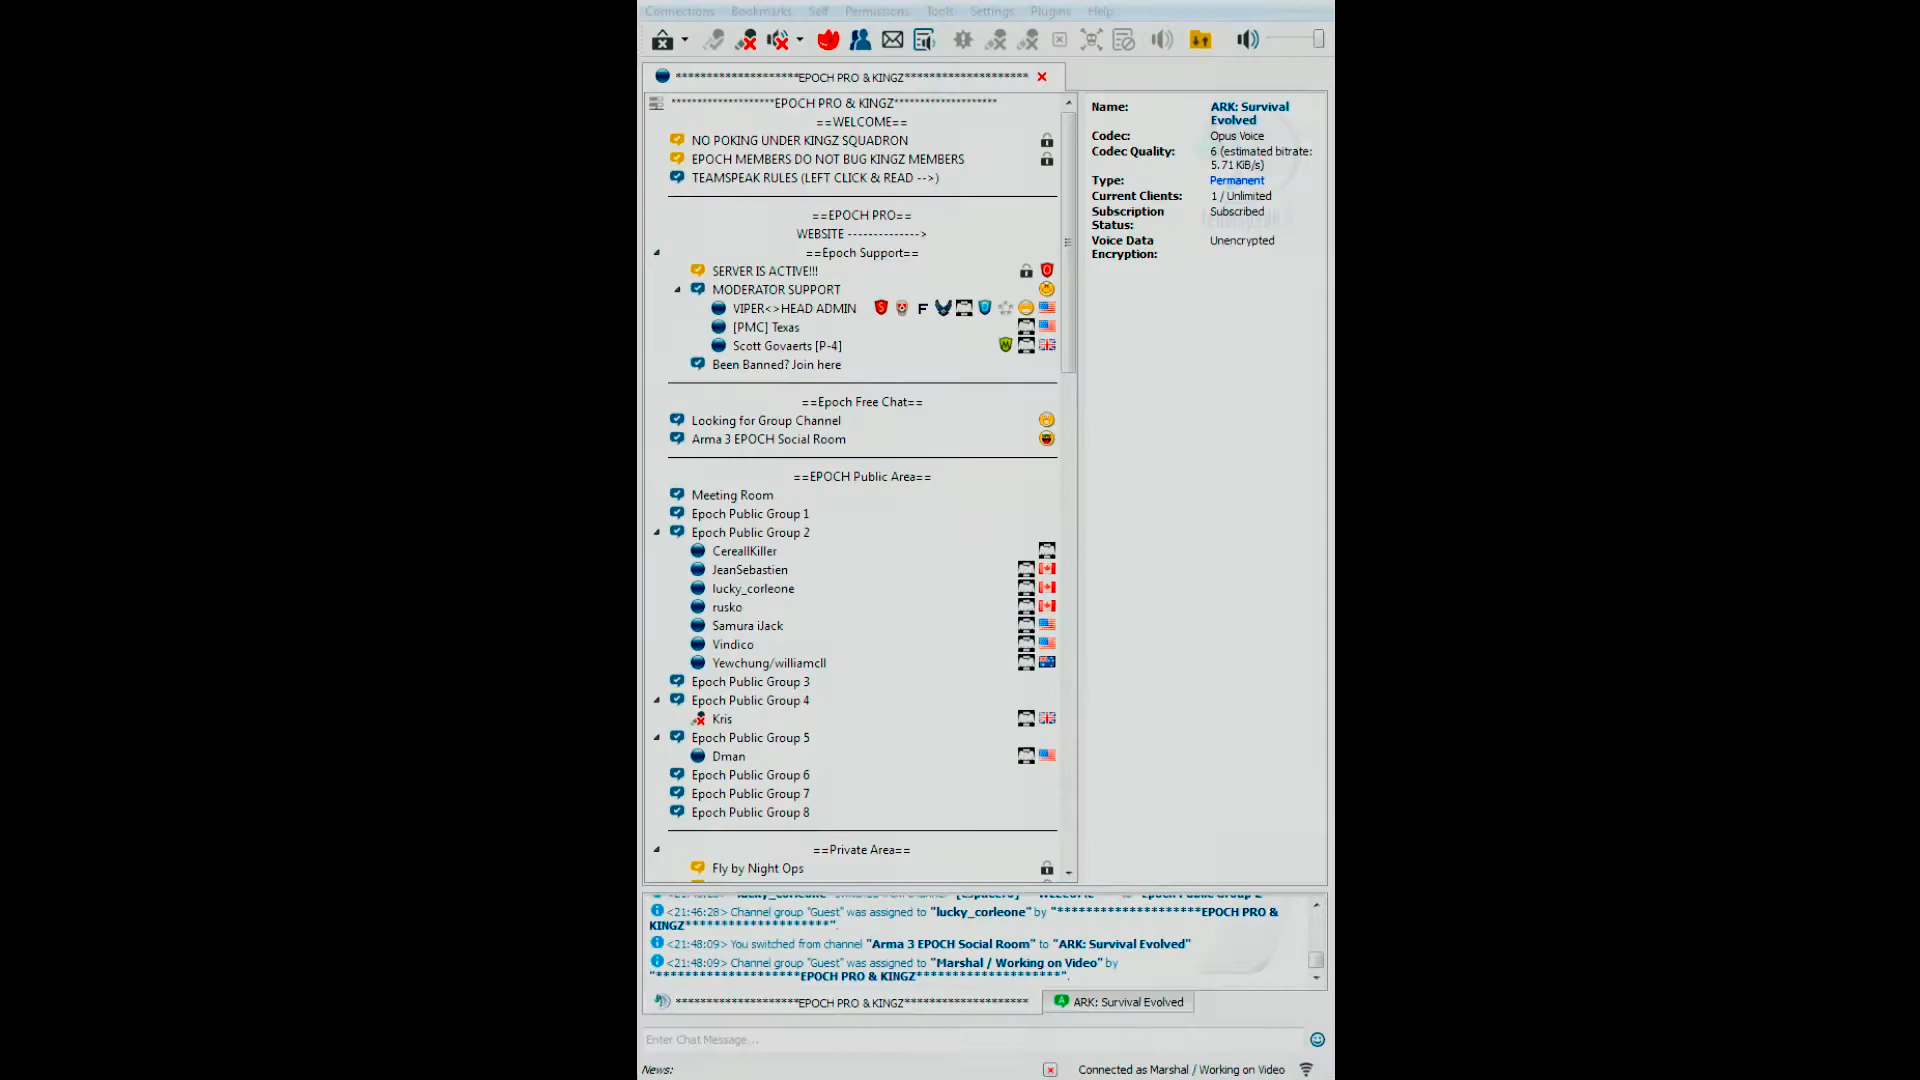 Connections Bookmarks Self Permissions Tools Settings Plugins Help
********************EPOCH PRO & KINGZ********************
********************EPOCH PRO & KINGZ********************
==WELCOME==
NO POKING UNDER KINGZ SQUADRON
EPOCH MEMBERS DO NOT BUG KINGZ MEMBERS
TEAMSPEAK RULES (LEFT CLICK & READ -->)
==EPOCH PRO==
WEBSITE -------------->
==Epoch Support==
SERVER IS ACTIVE!!!
MODERATOR SUPPORT
VIPER<>HEAD ADMIN
[PMC] Texas
Scott Govaerts [P-4]
Been Banned? Join here
==Epoch Free Chat==
Looking for Group Channel
Arma 3 EPOCH Social Room
==EPOCH Public Area==
Meeting Room
Epoch Public Group 1
Epoch Public Group 2
CereallKiller
JeanSebastien
lucky_corleone
rusko
Samura iJack
Vindico
Yewchung/williamcll
Epoch Public Group 3
Epoch Public Group 4
Kris
Epoch Public Group 5
Dman
Epoch Public Group 6
Epoch Public Group 7
Epoch Public Group 8
==Private Area==
Fly by Night Ops
Name: ARK: Survival
Evolved
Codec: Opus Voice
Codec Quality: 6 (estimated bitrate:
5.71 KiB/s)
Type: Permanent
Current Clients: 1 / Unlimited
Subscription Subscribed
Status:
Voice Data Unencrypted
Encryption:
<21:46:28> Channel group "Guest" was assigned to "lucky_corleone" by "********************EPOCH PRO &
KINGZ********************".
<21:48:09> You switched from channel "Arma 3 EPOCH Social Room" to "ARK: Survival Evolved"
<21:48:09> Channel group "Guest" was assigned to "Marshal / Working on Video" by
"********************EPOCH PRO & KINGZ********************".
********************EPOCH PRO & KINGZ******************** ARK: Survival Evolved
Enter Chat Message...
News: Connected as Marshal / Working on Video